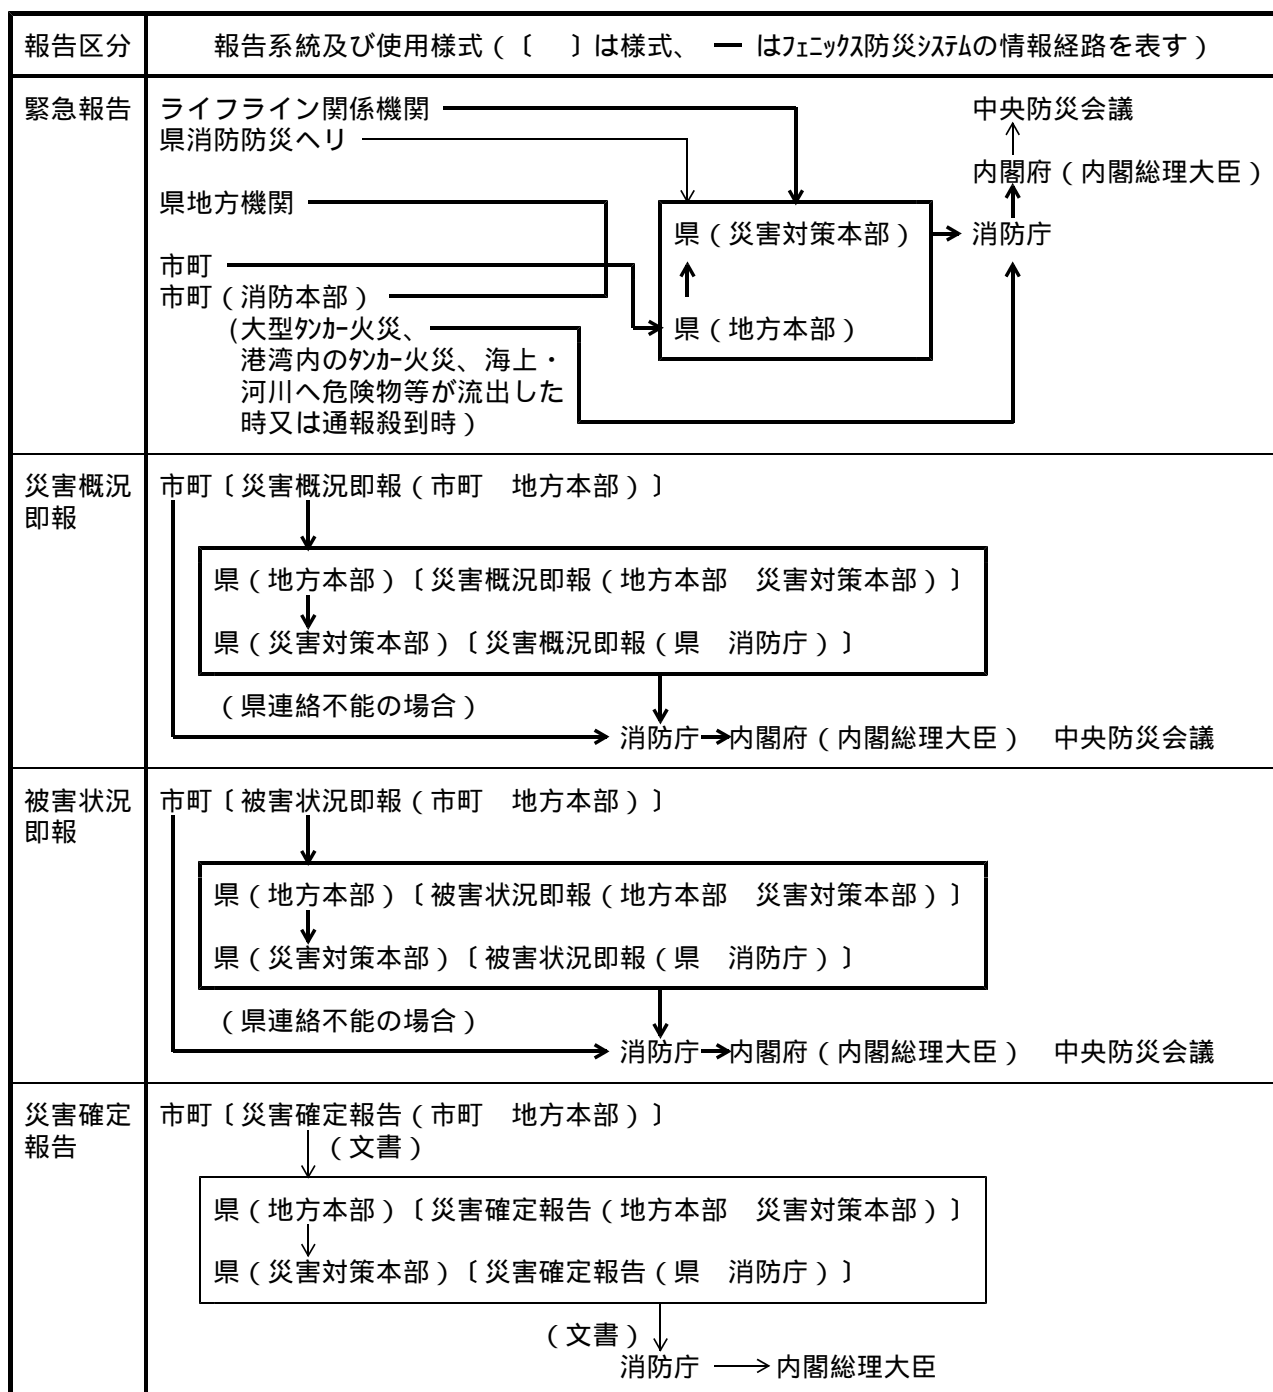 報告区分 報告系統及び使用様式(〔 〕は様式、 ━ はフェニックス防災システムの情報経路を表す)
緊急報告 ライフライン関係機関 中央防災会議
県消防防災ヘリ
内閣府(内閣総理大臣)
県地方機関
県(災害対策本部) 消防庁
市町
市町(消防本部)
(大型タンカー火災、 県(地方本部)
港湾内のタンカー火災、海上・
河川へ危険物等が流出した
時又は通報殺到時)
災害概況 市町〔災害概況即報(市町 地方本部)〕
即報
県(地方本部)〔災害概況即報(地方本部 災害対策本部)〕
県(災害対策本部)〔災害概況即報(県 消防庁)〕
(県連絡不能の場合)
消防庁 内閣府(内閣総理大臣) 中央防災会議
被害状況 市町〔被害状況即報(市町 地方本部)〕
即報
県(地方本部)〔被害状況即報(地方本部 災害対策本部)〕
県(災害対策本部)〔被害状況即報(県 消防庁)〕
(県連絡不能の場合)
消防庁 内閣府(内閣総理大臣) 中央防災会議
災害確定 市町〔災害確定報告(市町 地方本部)〕
報告 (文書)
県(地方本部)〔災害確定報告(地方本部 災害対策本部)〕
県(災害対策本部)〔災害確定報告(県 消防庁)〕
(文書)
消防庁 内閣総理大臣